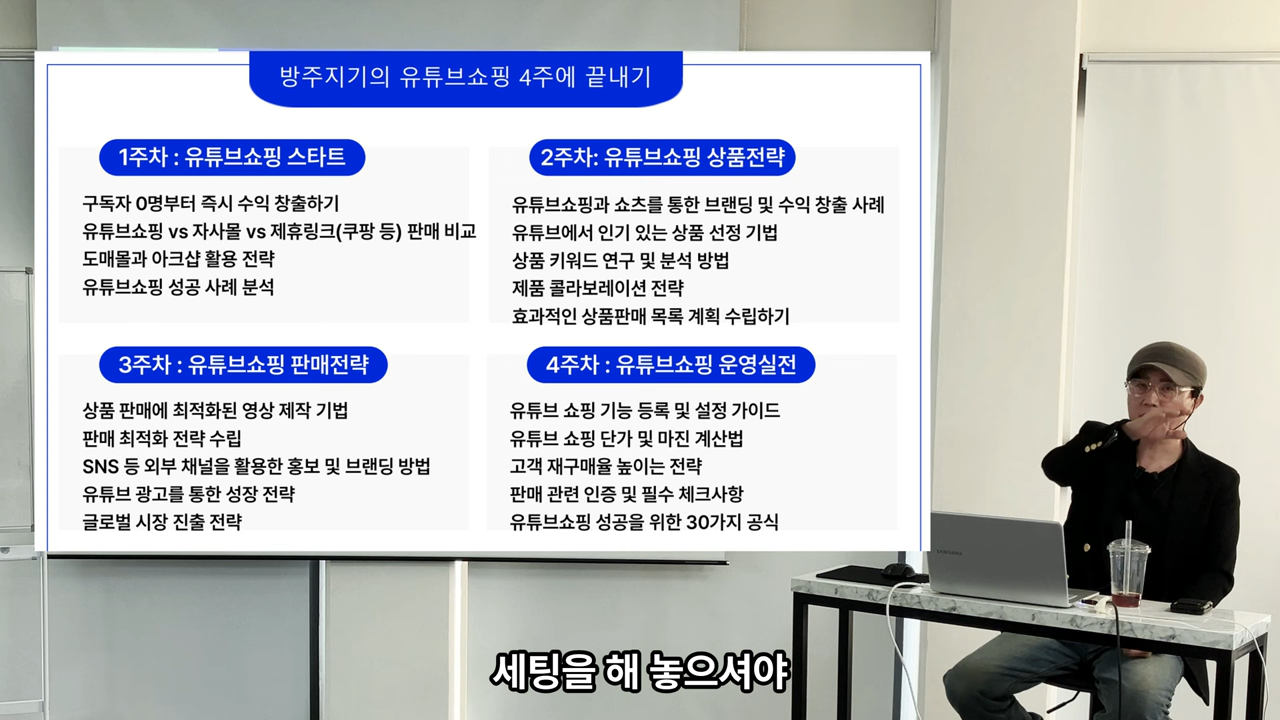 방주지기의 유튜브쇼핑 4주에 끝내기
1주차 : 유튜브쇼핑 스타트
구독자 0명부터 즉시 수익 창출하기
유튜브쇼핑 vs 자사몰 vs 제휴링크(쿠팡 등) 판매 비교
도매몰과 아크샵 활용 전략
유튜브쇼핑 성공 사례 분석
2주차: 유튜브쇼핑 상품전략
유튜브쇼핑과 쇼츠를 통한 브랜딩 및 수익 창출 사례
유튜브에서 인기 있는 상품 선정 기법
상품 키워드 연구 및 분석 방법
제품 콜라보레이션 전략
효과적인 상품판매 목록 계획 수립하기
3주차 : 유튜브쇼핑 판매전략
상품 판매에 최적화된 영상 제작 기법
판매 최적화 전략 수립
SNS 등 외부 채널을 활용한 홍보 및 브랜딩 방법
유튜브 광고를 통한 성장 전략
글로벌 시장 진출 전략
4주차 : 유튜브쇼핑 운영실전
유튜브 쇼핑 기능 등록 및 설정 가이드
유튜브 쇼핑 단가 및 마진 계산법
고객 재구매율 높이는 전략
판매 관련 인증 및 필수 체크사항
유튜브쇼핑 성공을 위한 30가지 공식
SAMSUNG
세팅을 해 놓으셔야